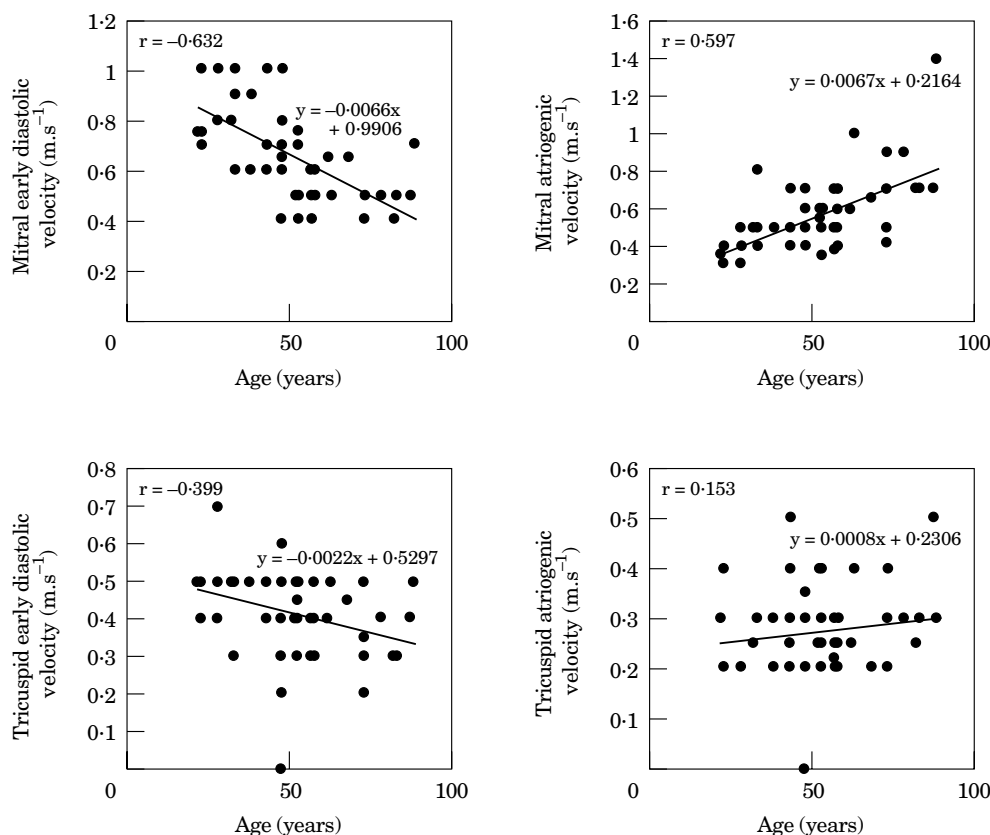 1·2
1
0·8
0·6
0·4
0·2
0
50
100
r = –0·632
y = –0·0066x
+ 0·9906
Mitral early diastolic
velocity (m.s⁻¹)
Age (years)
1·6
1·4
1·2
1
0·8
0·6
0·4
0·2
0
50
100
r = 0·597
y = 0·0067x + 0·2164
Mitral atriogenic
velocity (m.s⁻¹)
Age (years)
0·8
0·7
0·6
0·5
0·4
0·3
0·2
0·1
0
50
100
r = –0·399
y = –0·0022x + 0·5297
Tricuspid early diastolic
velocity (m.s⁻¹)
Age (years)
0·6
0·5
0·4
0·3
0·2
0·1
0
50
100
r = 0·153
y = 0·0008x + 0·2306
Tricuspid atriogenic
velocity (m.s⁻¹)
Age (years)